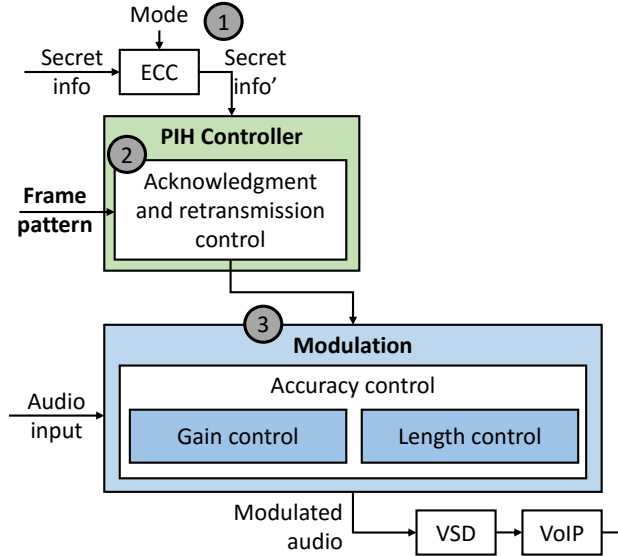 Mode
1
Secret
info
ECC
Secret
info’
PIH Controller
2
Acknowledgment
and retransmission
control
Frame
pattern
3
Modulation
Accuracy control
Audio
input
Gain control
Length control
Modulated
audio
VSD
VoIP